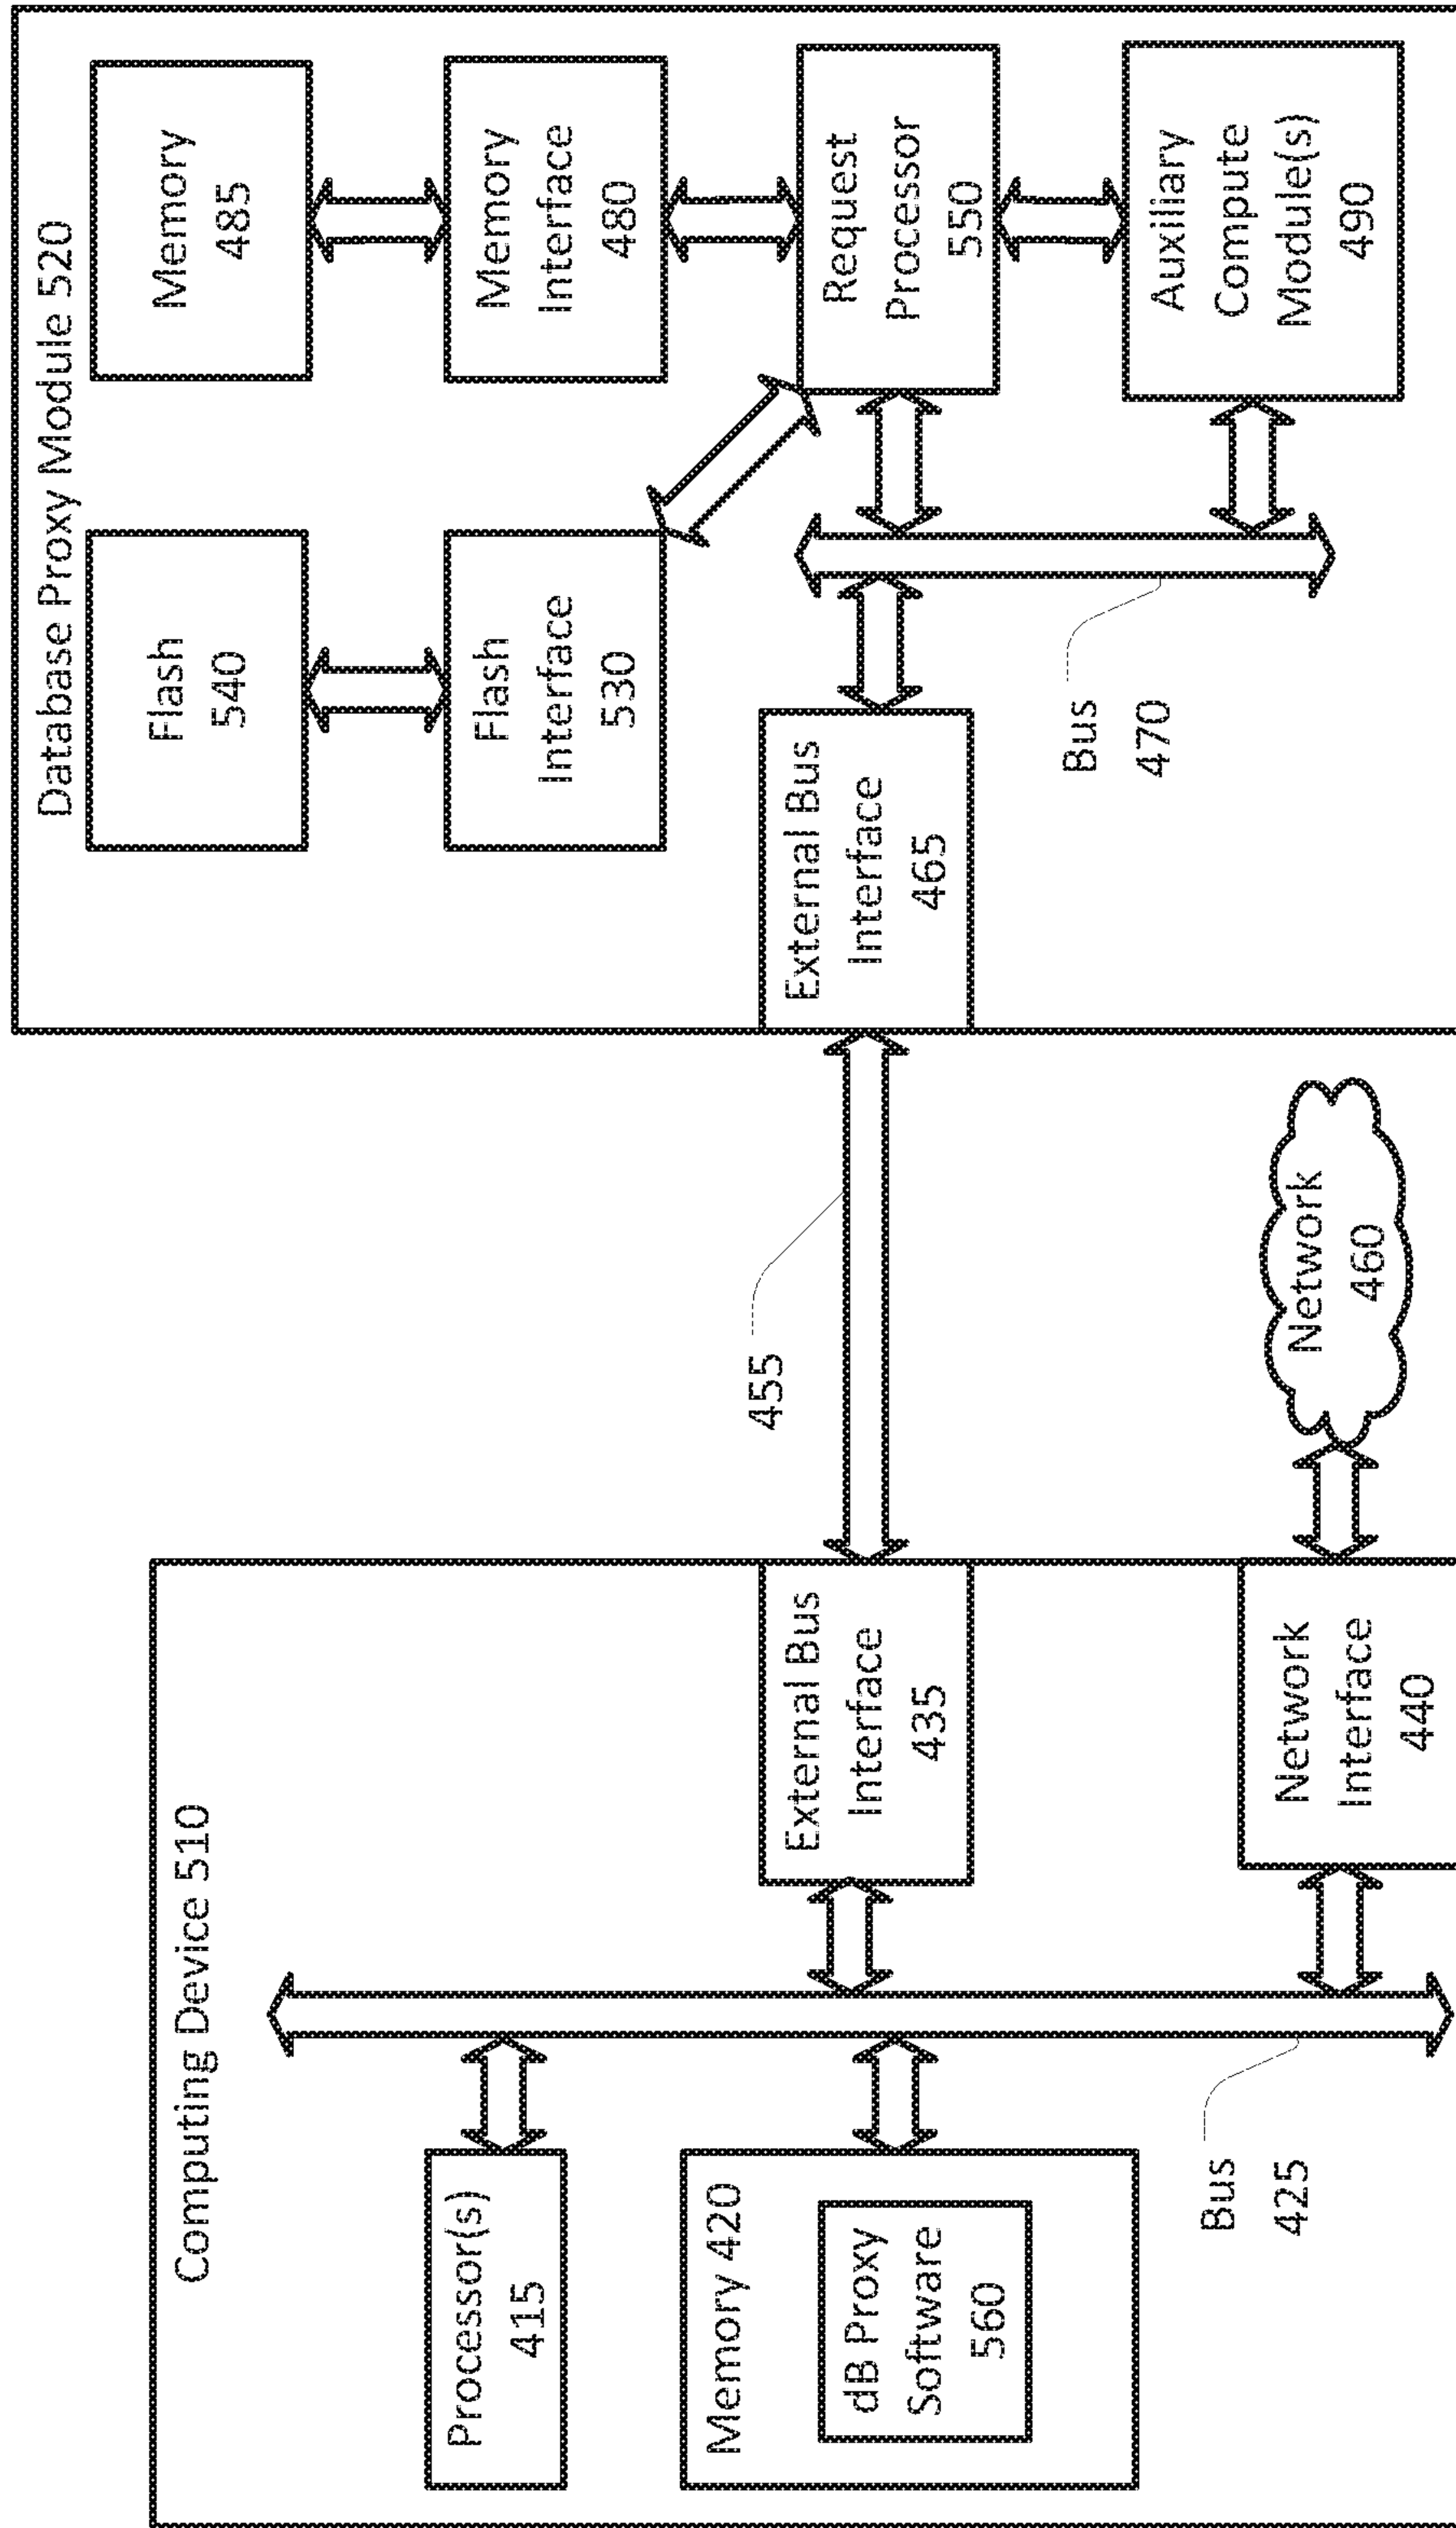 Computing Device 510
Processor(s)
415
Memory 420
dB Proxy
Software
560
Bus
425
External Bus
Interface
435
Network
Interface
440
455
Network
460
Database Proxy Module 520
Flash
540
Flash
Interface
530
External Bus
Interface
465
Bus
470
Memory
485
Memory
Interface
480
Request
Processor
550
Auxiliary
Compute
Module(s)
490